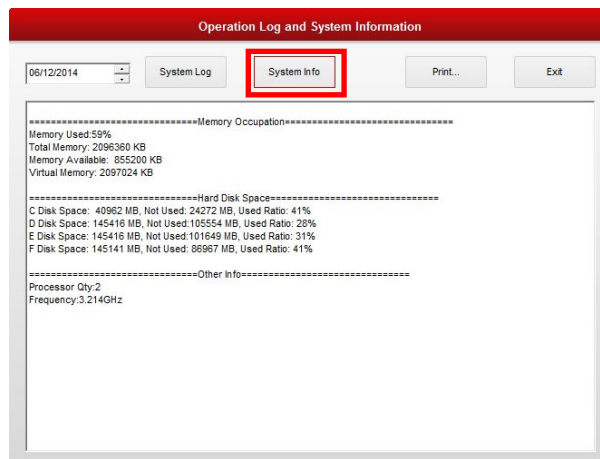 Operation Log and System Information
06/12/2014 System Log System Info Print... Exit
==============================Memory Occupation==============================
Memory Used:59%
Total Memory: 2096360 KB
Memory Available:  855200 KB
Virtual Memory: 2097024 KB
==============================Hard Disk Space==============================
C Disk Space:  40962 MB, Not Used: 24272 MB, Used Ratio: 41%
D Disk Space: 145416 MB, Not Used:105554 MB, Used Ratio: 28%
E Disk Space: 145416 MB, Not Used:101649 MB, Used Ratio: 31%
F Disk Space: 145141 MB, Not Used: 86967 MB, Used Ratio: 41%
==============================Other Info==============================
Processor Qty:2
Frequency:3.214GHz